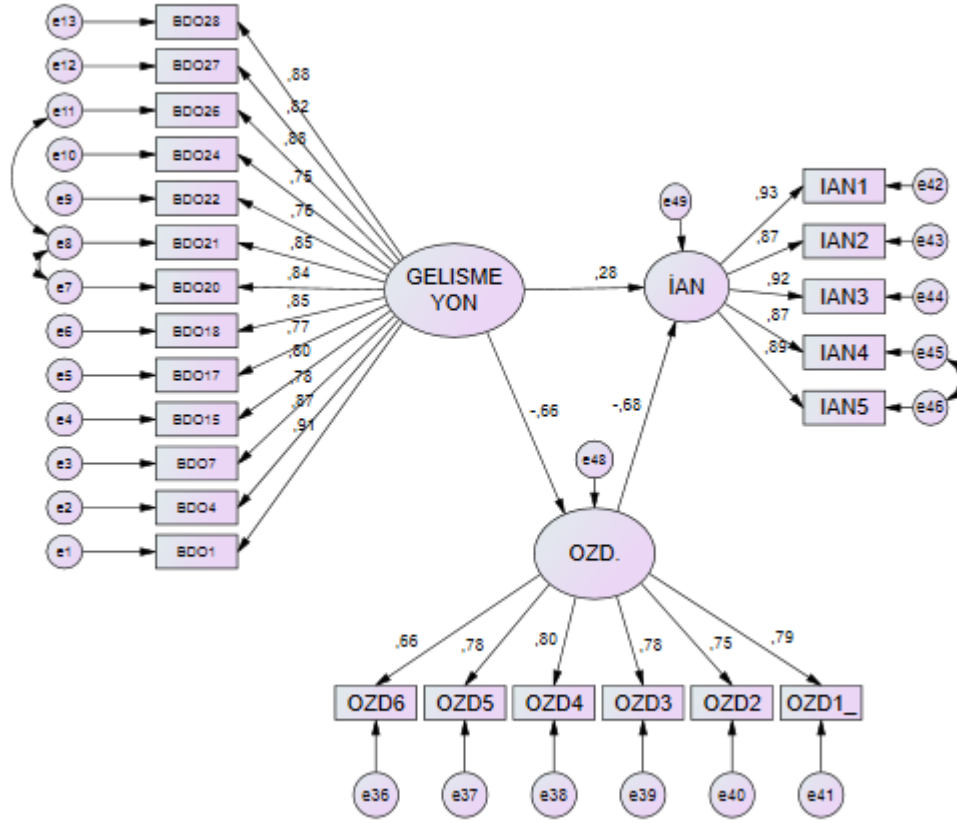 e13
BDO28
e12
BDO27
e11
BDO26
e10
BDO24
e9
BDO22
e8
BDO21
e7
BDO20
e6
BDO18
e5
BDO17
e4
BDO15
e3
BDO7
e2
BDO4
e1
BDO1
,88
,82
,88
,75
,76
,85
,84
,85
,77
,80
,78
,87
,91
GELISME
YON
,28
-,66
-,68
e49
İAN
,93
,87
,92
,87
,89
IAN1
e42
IAN2
e43
IAN3
e44
IAN4
e45
IAN5
e46
e48
OZD.
,66
,78
,80
,78
,75
,79
OZD6
OZD5
OZD4
OZD3
OZD2
OZD1_
e36
e37
e38
e39
e40
e41